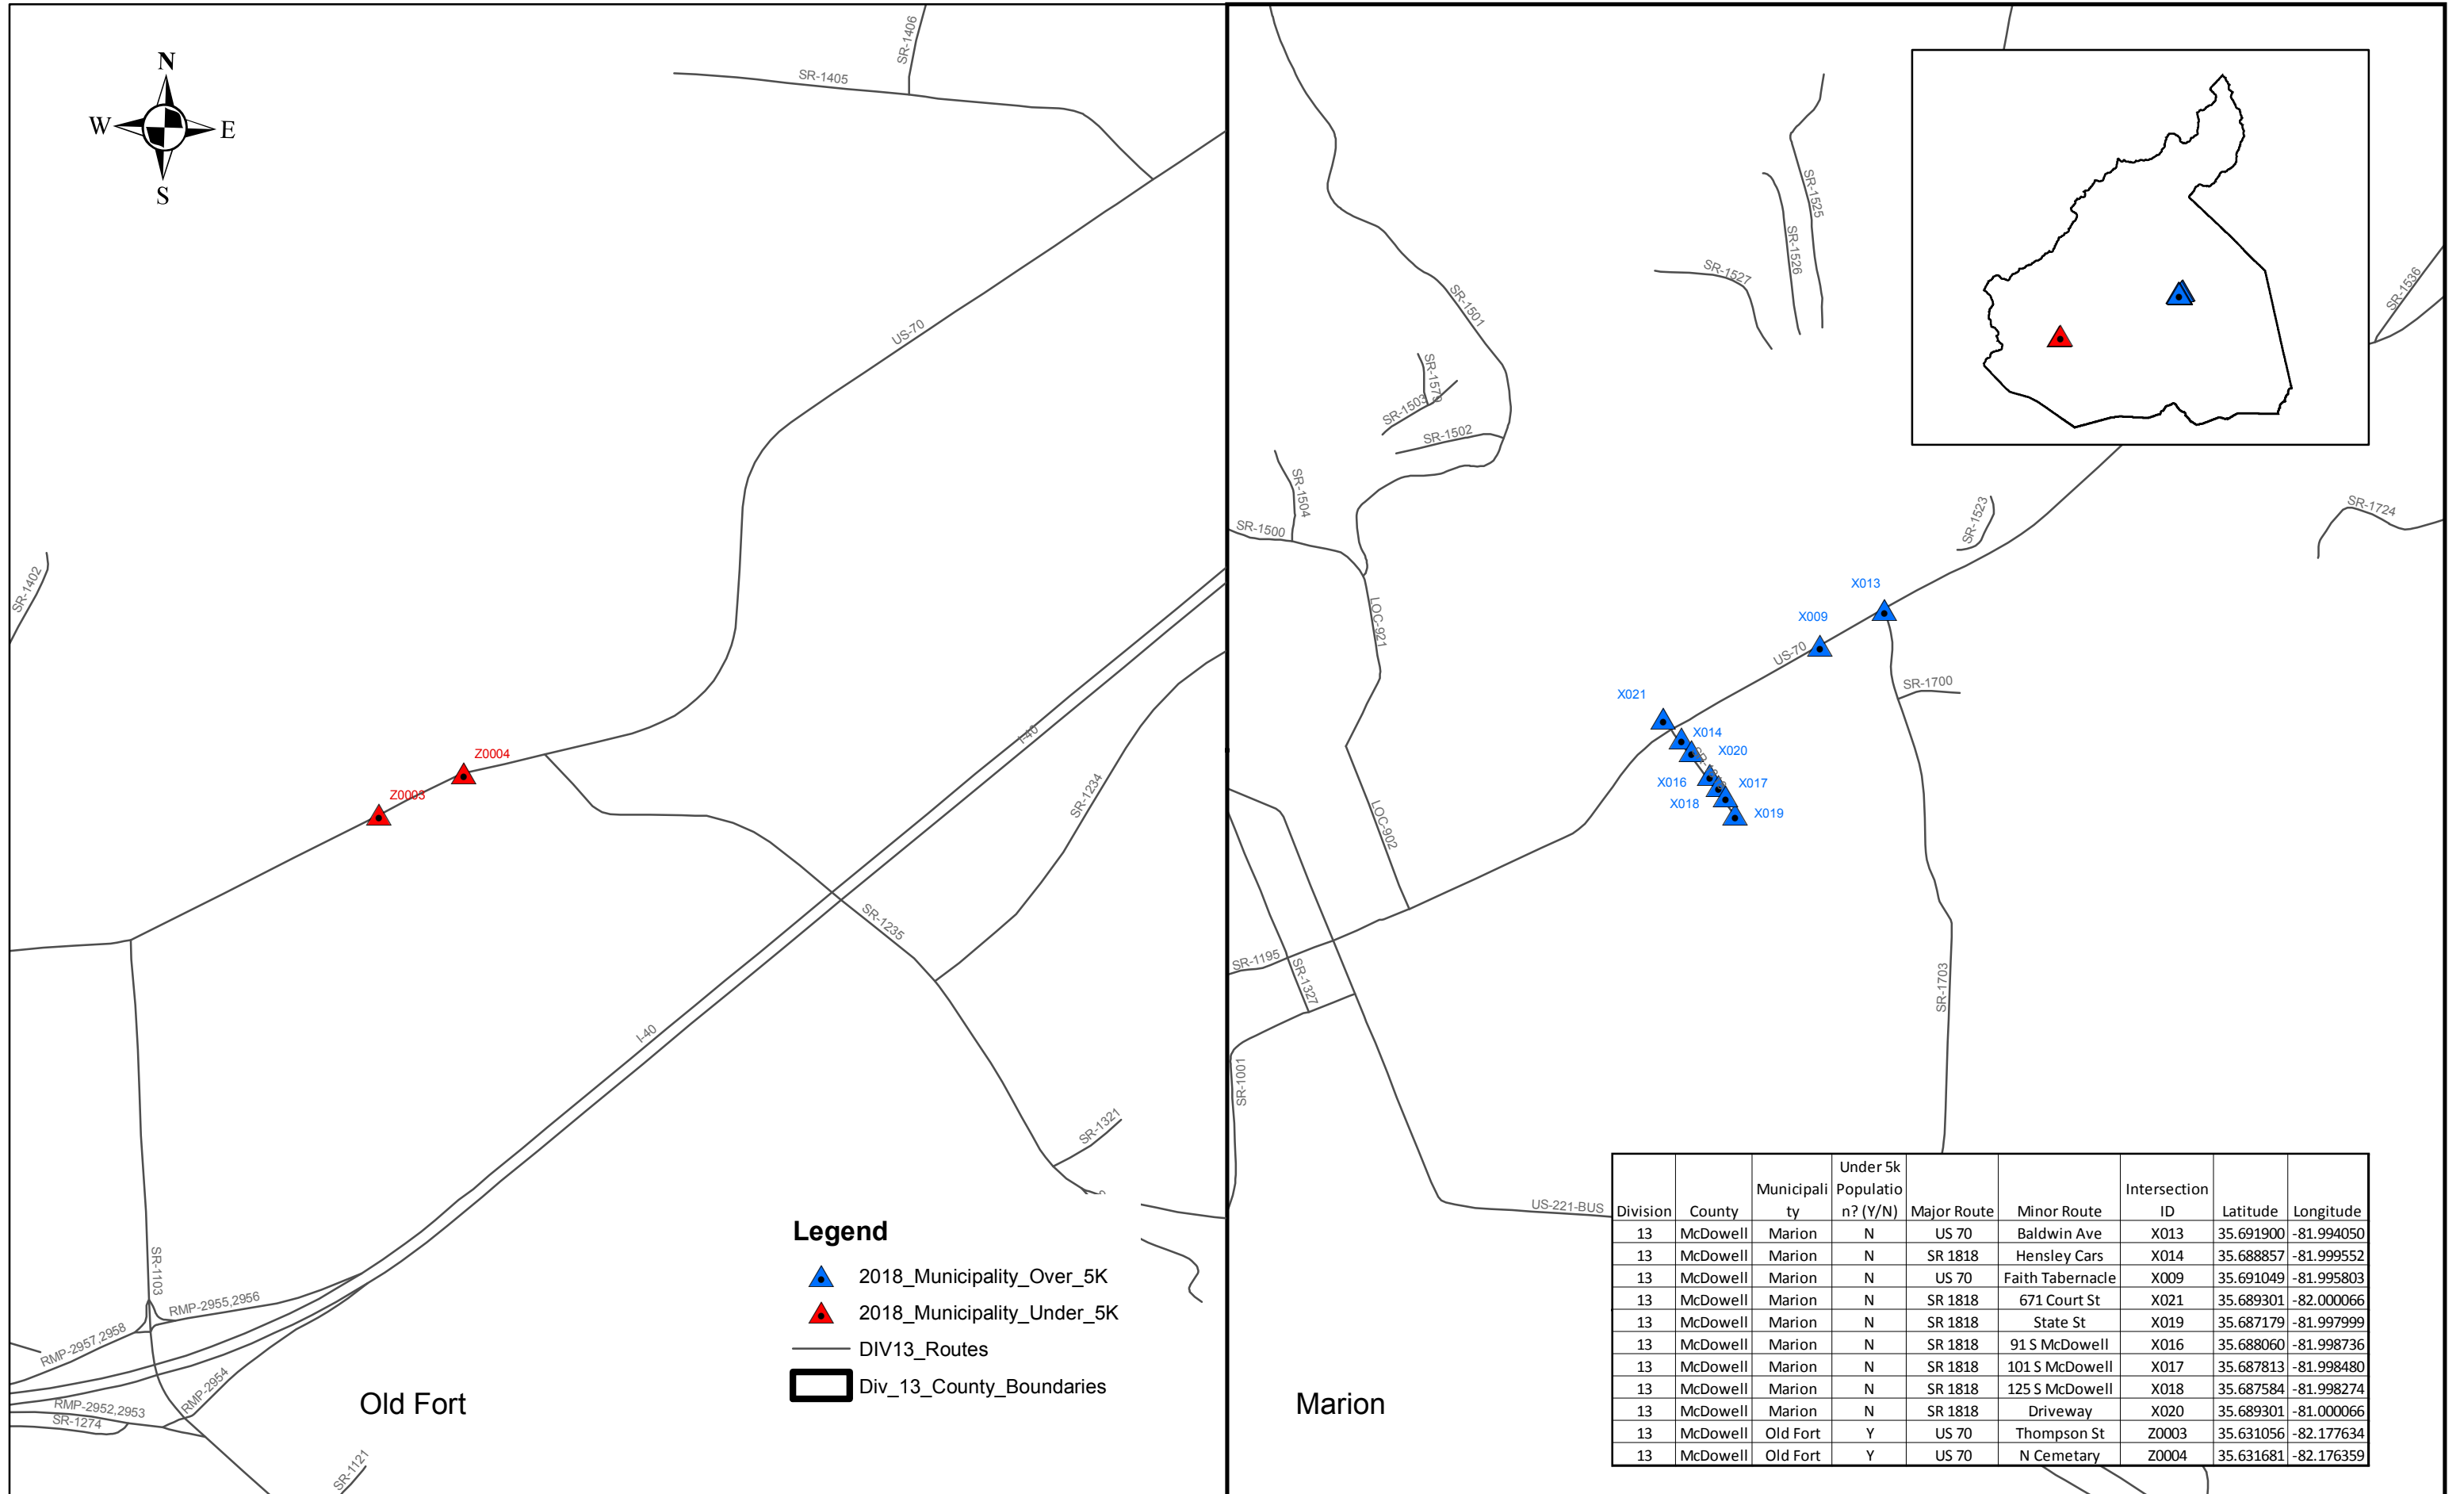 N
W E
S
SR-1406
SR-1405
US-70
SR-1402
Z0004
Z0003
I-40
SR-1234
SR-1235
I-40
SR-1321
SR-1103
RMP-2955,2956
RMP-2957,2958
RMP-2954
RMP-2952,2953
SR-1274
SR-1121
Old Fort
Legend
2018_Municipality_Over_5K
2018_Municipality_Under_5K
DIV13_Routes
Div_13_County_Boundaries
SR-1525
SR-1526
SR-1527
SR-1501
SR-1579
SR-1503
SR-1502
SR-1504
SR-1500
SR-1536
SR-1724
SR-1523
X013
X009
US-70
LOC-921
SR-1700
X021
X014
X020
X016
X017
X018
X019
LOC-902
SR-1195
SR-1327
SR-1703
SR-1001
US-221-BUS
Marion
Division County Municipali ty Under 5k Populatio n? (Y/N) Major Route Minor Route Intersection ID Latitude Longitude
13 McDowell Marion N US 70 Baldwin Ave X013 35.691900 -81.994050
13 McDowell Marion N SR 1818 Hensley Cars X014 35.688857 -81.999552
13 McDowell Marion N US 70 Faith Tabernacle X009 35.691049 -81.995803
13 McDowell Marion N SR 1818 671 Court St X021 35.689301 -82.000066
13 McDowell Marion N SR 1818 State St X019 35.687179 -81.997999
13 McDowell Marion N SR 1818 91 S McDowell X016 35.688060 -81.998736
13 McDowell Marion N SR 1818 101 S McDowell X017 35.687813 -81.998480
13 McDowell Marion N SR 1818 125 S McDowell X018 35.687584 -81.998274
13 McDowell Marion N SR 1818 Driveway X020 35.689301 -81.000066
13 McDowell Old Fort Y US 70 Thompson St Z0003 35.631056 -82.177634
13 McDowell Old Fort Y US 70 N Cemetary Z0004 35.631681 -82.176359